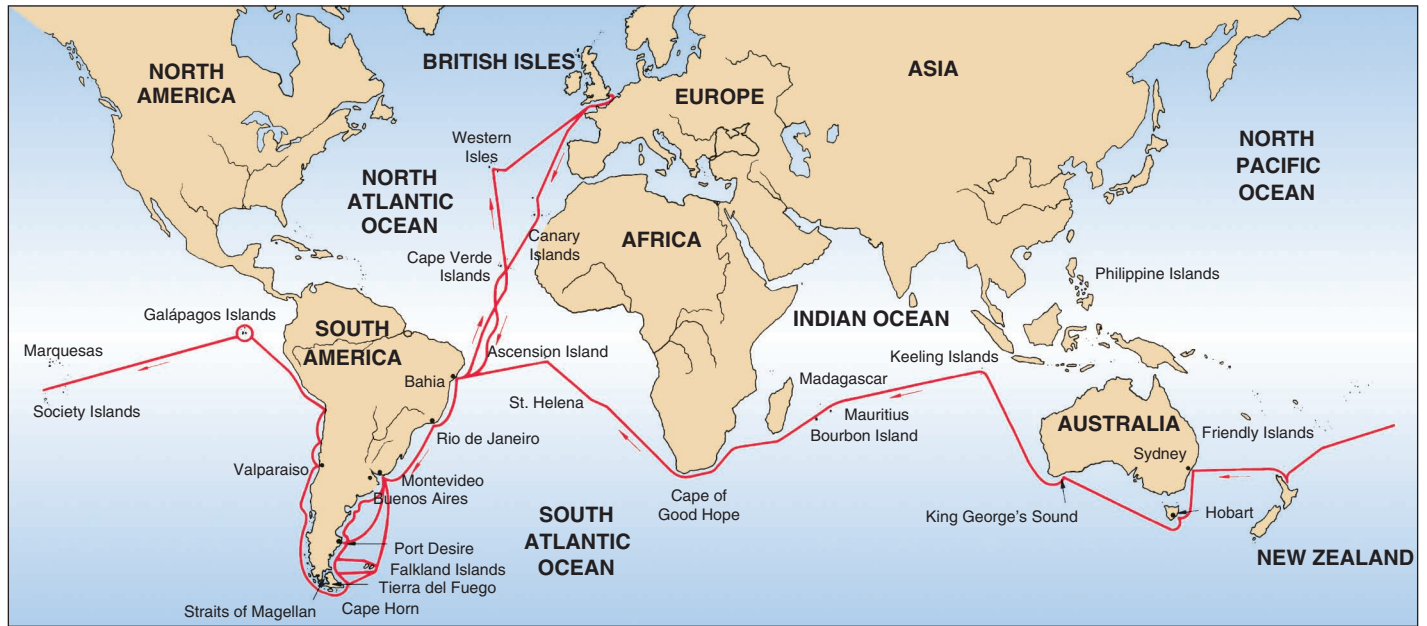 BRITISH ISLES
NORTH
AMERICA
ASIA
EUROPE
Western
Isles
NORTH
PACIFIC
OCEAN
NORTH
ATLANTIC
OCEAN
Canary
Islands
AFRICA
Cape Verde
Islands
Philippine Islands
Galápagos Islands
SOUTH
AMERICA
INDIAN OCEAN
Marquesas
Ascension Island
Keeling Islands
Bahia
Madagascar
Society Islands
St. Helena
Mauritius
Bourbon Island
AUSTRALIA
Friendly Islands
Rio de Janeiro
Sydney
Valparaiso
Montevideo
Buenos Aires
Cape of
Good Hope
King George's Sound
Hobart
SOUTH
ATLANTIC
OCEAN
Port Desire
Falkland Islands
NEW ZEALAND
Tierra del Fuego
Straits of Magellan
Cape Horn